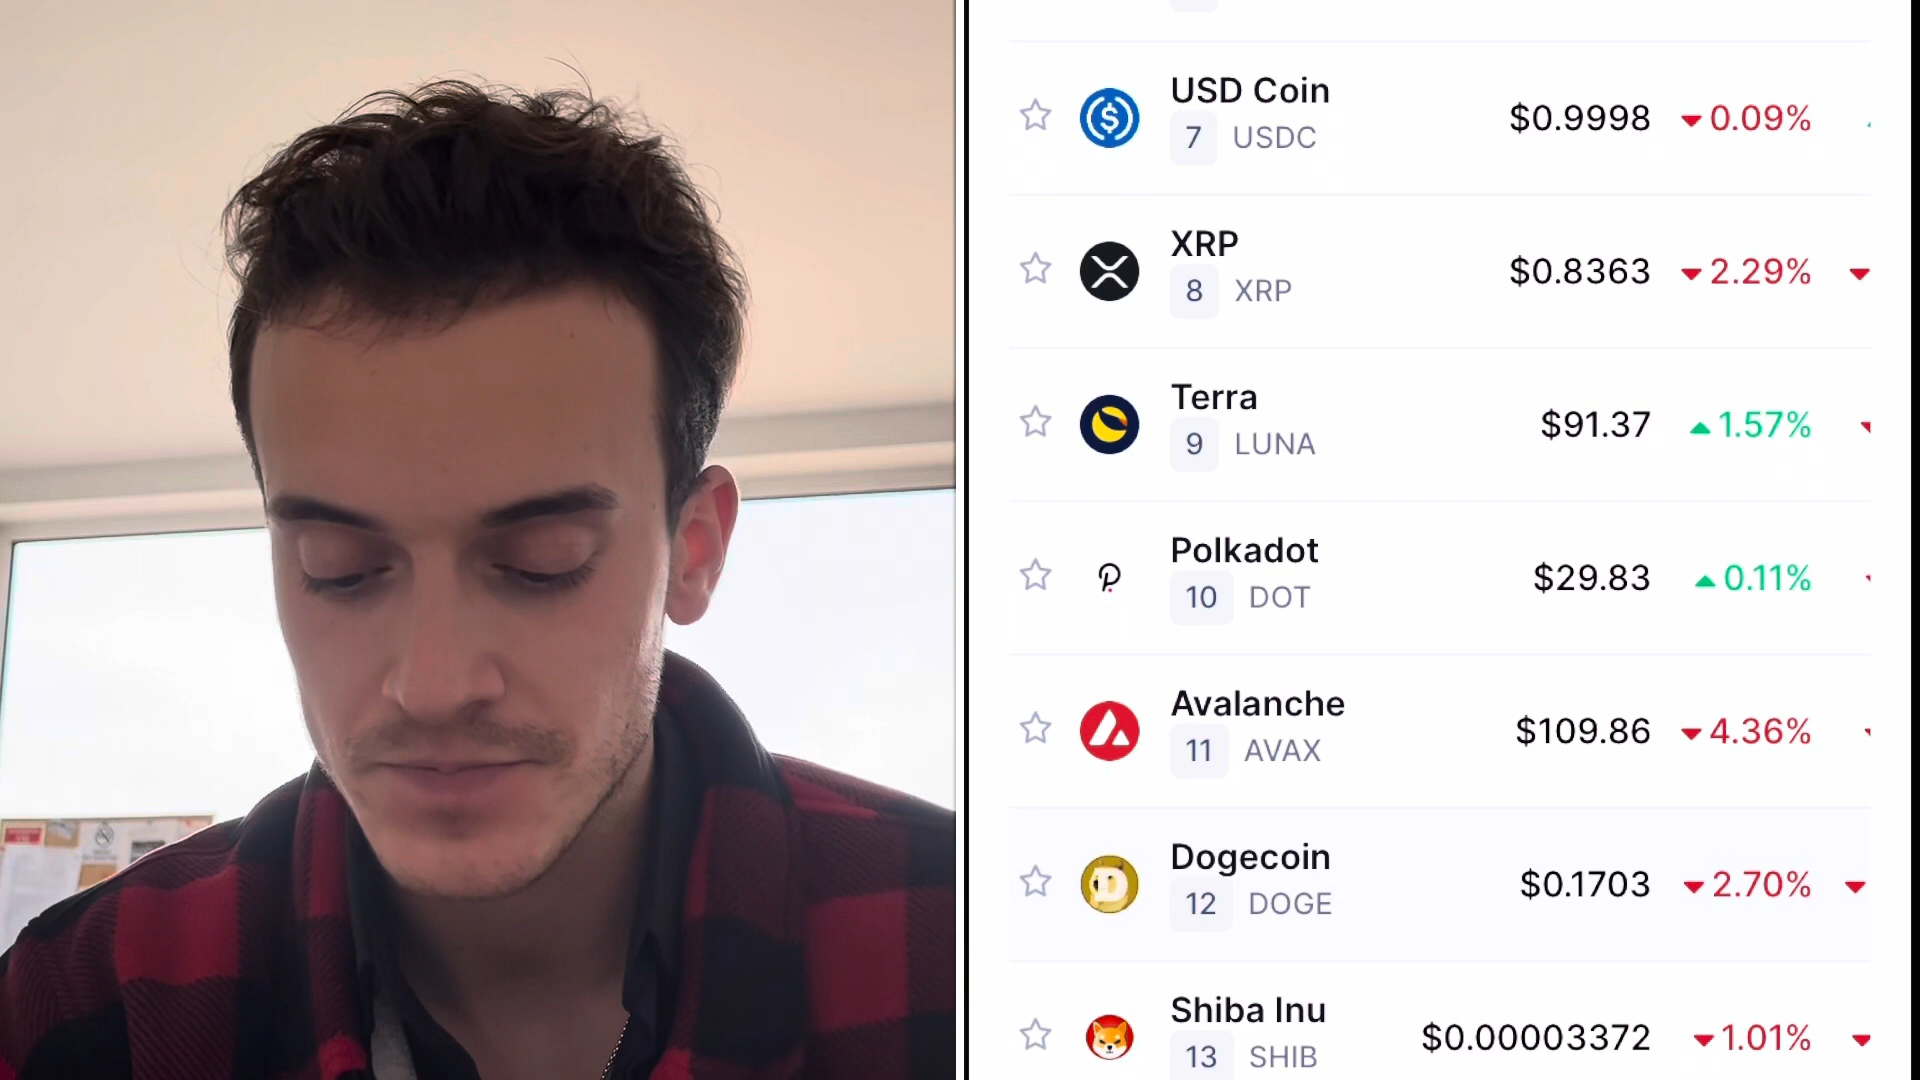 USD Coin
7 USDC
$0.9998 0.09%
XRP
8 XRP
$0.8363 2.29%
Terra
9 LUNA
$91.37 1.57%
Polkadot
10 DOT
$29.83 0.11%
Avalanche
11 AVAX
$109.86 4.36%
Dogecoin
12 DOGE
$0.1703 2.70%
Shiba Inu
13 SHIB
$0.00003372 1.01%